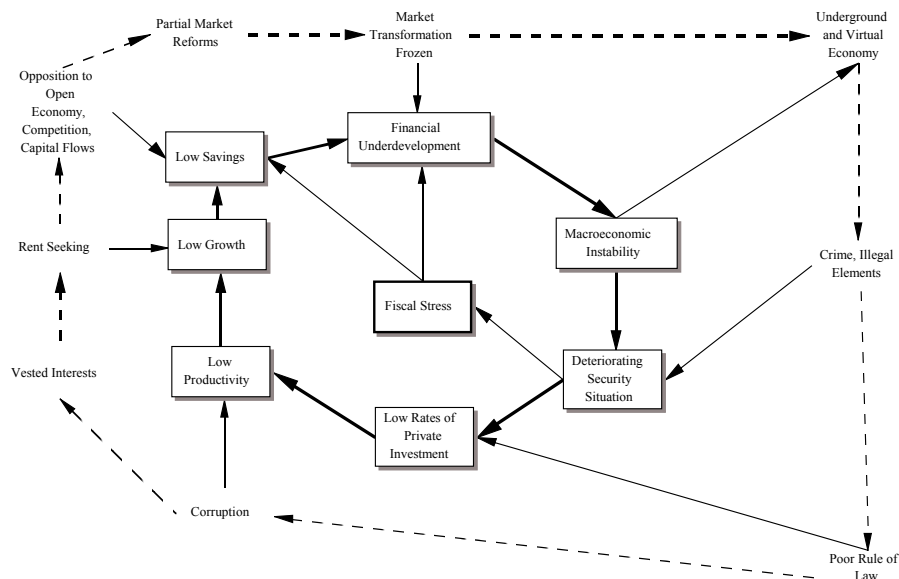 Partial Market
Reforms
Market
Transformation
Frozen
Underground
and Virtual
Economy
Opposition to
Open
Economy,
Competition,
Capital Flows
Low Savings
Financial
Underdevelopment
Rent Seeking
Low Growth
Macroeconomic
Instability
Crime, Illegal
Elements
Fiscal Stress
Vested Interests
Low
Productivity
Deteriorating
Security
Situation
Low Rates of
Private
Investment
Corruption
Poor Rule of
Law